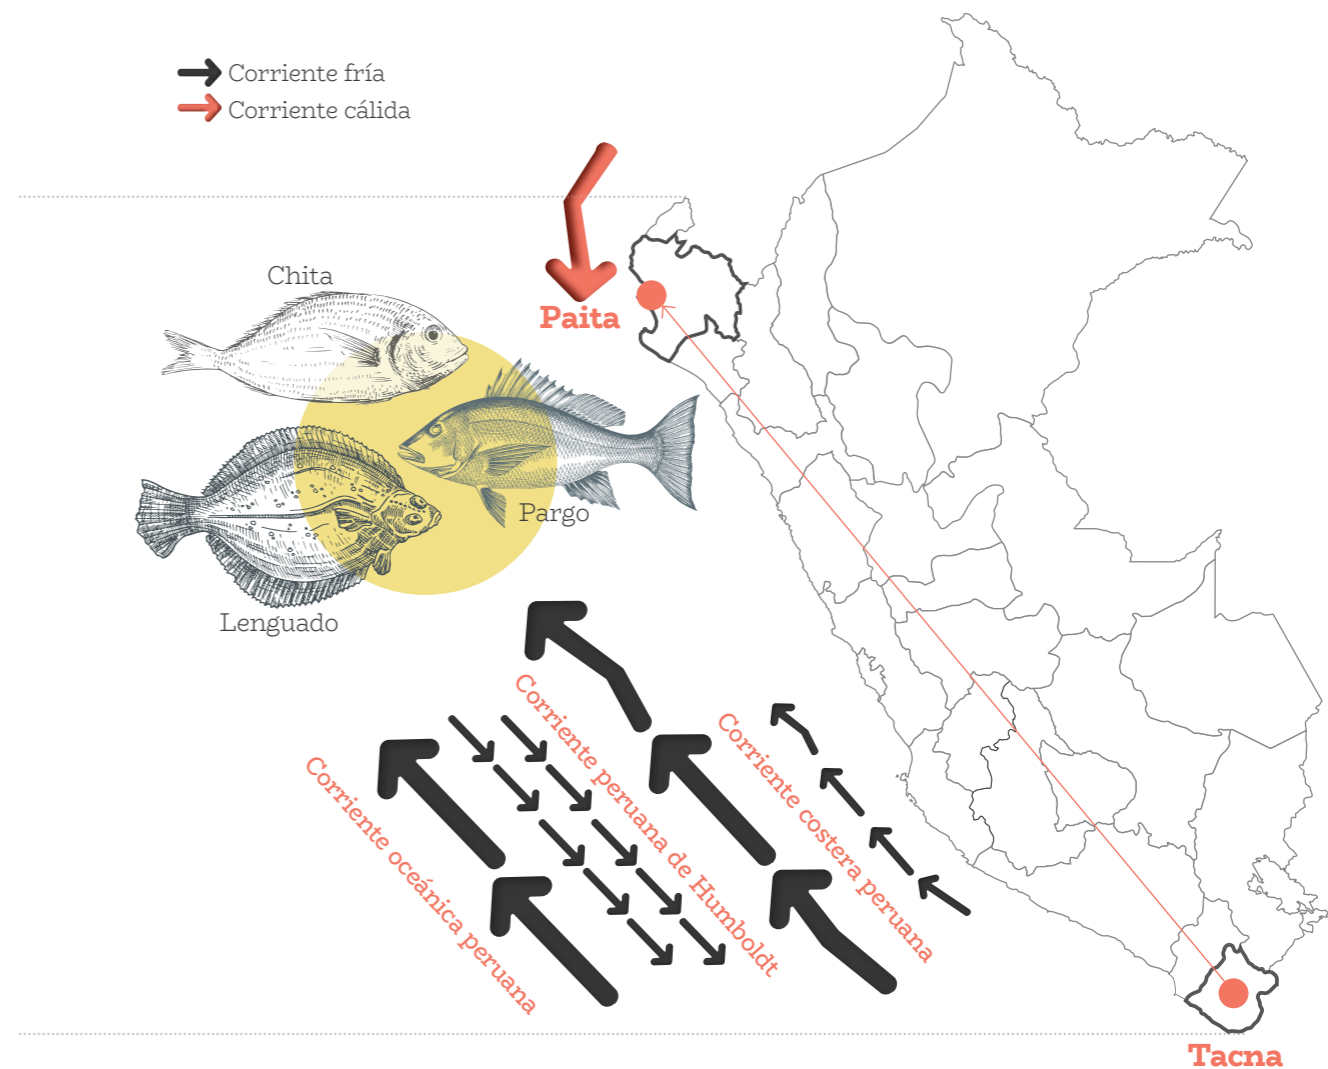 Corriente fría
Corriente cálida
Chita
Paita
Pargo
Lenguado
Corriente oceánica peruana
Corriente peruana de Humboldt
Corriente costera peruana
Tacna